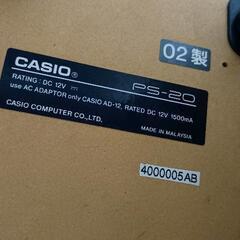 02製
CASIO®
PS-20
RATING : DC 12V ⎓
use AC ADAPTOR only CASIO AD-12, RATED DC 12V 1500mA
CASIO COMPUTER CO.,LTD.
MADE IN MALAYSIA
4000005AB